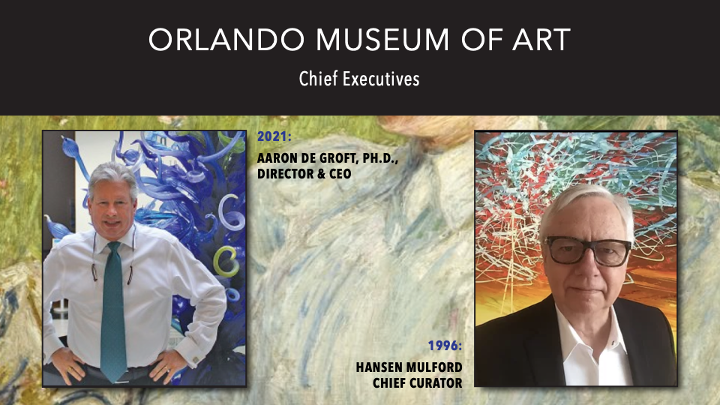 ORLANDO MUSEUM OF ART
Chief Executives
2021:
AARON DE GROFT, PH.D.,
DIRECTOR & CEO
1996:
HANSEN MULFORD
CHIEF CURATOR